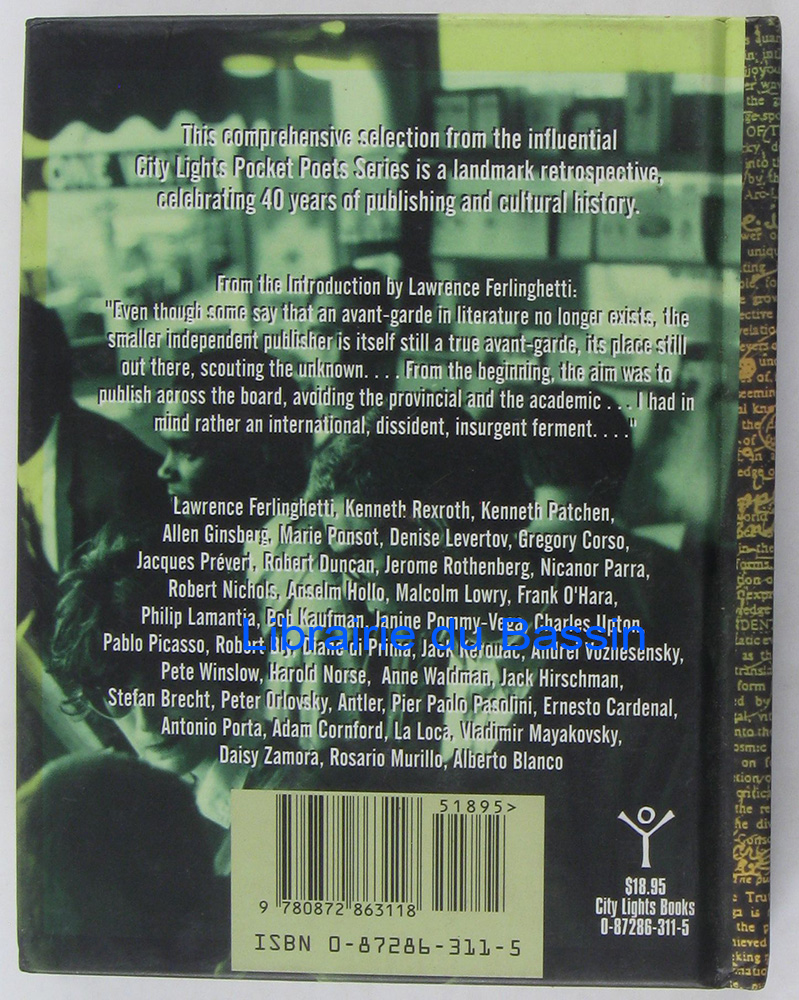 This comprehensive selection from the influential
City Lights Pocket Poets Series is a landmark retrospective,
celebrating 40 years of publishing and cultural history.
From the Introduction by Lawrence Ferlinghetti:
"Even though some say that an avant-garde in literature no longer exists, the
smaller independent publisher is itself still a true avant-garde, its place still
out there, scouting the unknown. . . . From the beginning, the aim was to
publish across the board, avoiding the provincial and the academic . . . I had in
mind rather an international, dissident, insurgent ferment. . . ."
Lawrence Ferlinghetti, Kenneth Rexroth, Kenneth Patchen,
Allen Ginsberg, Marie Ponsot, Denise Levertov, Gregory Corso,
Jacques Prévert, Robert Duncan, Jerome Rothenberg, Nicanor Parra,
Robert Nichols, Anselm Hollo, Malcolm Lowry, Frank O'Hara,
Philip Lamantia, Bob Kaufman, Janine Pommy-Vega, Charles Upton,
Librairie du Bassin
Pablo Picasso, Robert Bly, Diane di Prima, Jack Kerouac, Andrei Voznesensky,
Pete Winslow, Harold Norse, Anne Waldman, Jack Hirschman,
Stefan Brecht, Peter Orlovsky, Antler, Pier Paolo Pasolini, Ernesto Cardenal,
Antonio Porta, Adam Cornford, La Loca, Vladimir Mayakovsky,
Daisy Zamora, Rosario Murillo, Alberto Blanco
51895>
9 780872 863118
ISBN 0-87286-311-5
$18.95
City Lights Books
0-87286-311-5